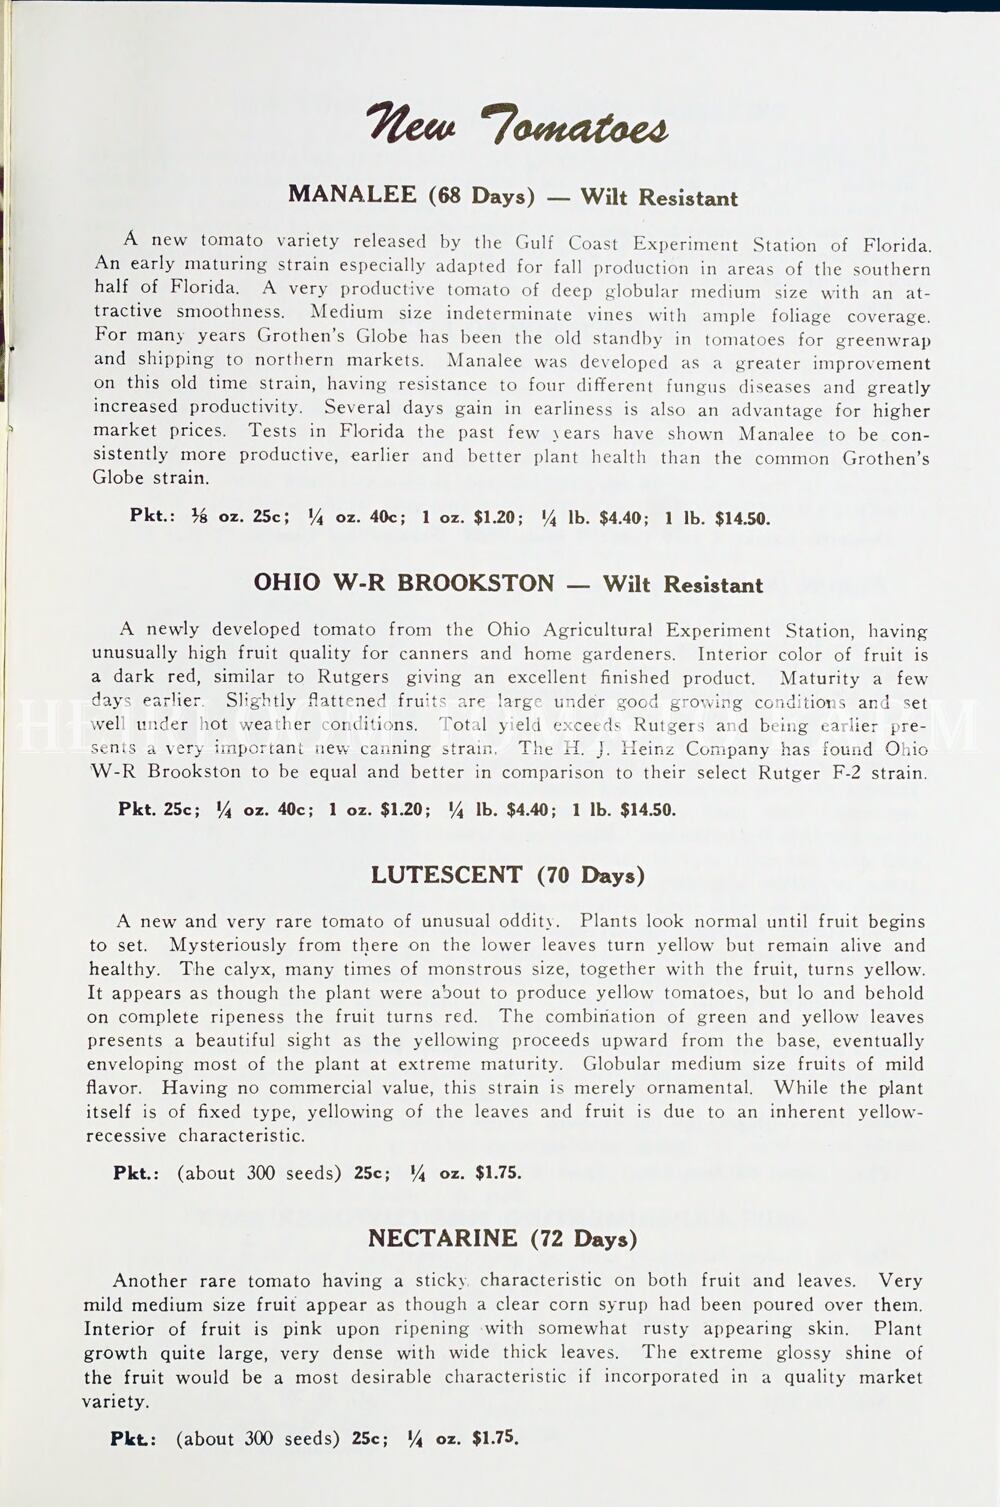 New Tomatoes
MANALEE (68 Days) — Wilt Resistant
A new tomato variety released by the Gulf Coast Experiment Station of Florida.
An early maturing strain especially adapted for fall production in areas of the southern
half of Florida. A very productive tomato of deep globular medium size with an at-
tractive smoothness. Medium size indeterminate vines with ample foliage coverage.
For many years Grothen's Globe has been the old standby in tomatoes for greenwrap
and shipping to northern markets. Manalee was developed as a greater improvement
on this old time strain, having resistance to four different fungus diseases and greatly
increased productivity. Several days gain in earliness is also an advantage for higher
market prices. Tests in Florida the past few years have shown Manalee to be con-
sistently more productive, earlier and better plant health than the common Grothen's
Globe strain.
Pkt.: ⅛ oz. 25c; ¼ oz. 40c; 1 oz. $1.20; ¼ lb. $4.40; 1 lb. $14.50.
OHIO W-R BROOKSTON — Wilt Resistant
A newly developed tomato from the Ohio Agricultural Experiment Station, having
unusually high fruit quality for canners and home gardeners. Interior color of fruit is
a dark red, similar to Rutgers giving an excellent finished product. Maturity a few
days earlier. Slightly flattened fruits are large under good growing conditions and set
well under hot weather conditions. Total yield exceeds Rutgers and being earlier pre-
sents a very important new canning strain. The H. J. Heinz Company has found Ohio
W-R Brookston to be equal and better in comparison to their select Rutger F-2 strain.
Pkt. 25c; ¼ oz. 40c; 1 oz. $1.20; ¼ lb. $4.40; 1 lb. $14.50.
LUTESCENT (70 Days)
A new and very rare tomato of unusual oddity. Plants look normal until fruit begins
to set. Mysteriously from there on the lower leaves turn yellow but remain alive and
healthy. The calyx, many times of monstrous size, together with the fruit, turns yellow.
It appears as though the plant were about to produce yellow tomatoes, but lo and behold
on complete ripeness the fruit turns red. The combination of green and yellow leaves
presents a beautiful sight as the yellowing proceeds upward from the base, eventually
enveloping most of the plant at extreme maturity. Globular medium size fruits of mild
flavor. Having no commercial value, this strain is merely ornamental. While the plant
itself is of fixed type, yellowing of the leaves and fruit is due to an inherent yellow-
recessive characteristic.
Pkt.: (about 300 seeds) 25c; ¼ oz. $1.75.
NECTARINE (72 Days)
Another rare tomato having a sticky characteristic on both fruit and leaves. Very
mild medium size fruit appear as though a clear corn syrup had been poured over them.
Interior of fruit is pink upon ripening with somewhat rusty appearing skin. Plant
growth quite large, very dense with wide thick leaves. The extreme glossy shine of
the fruit would be a most desirable characteristic if incorporated in a quality market
variety.
Pkt.: (about 300 seeds) 25c; ¼ oz. $1.75.